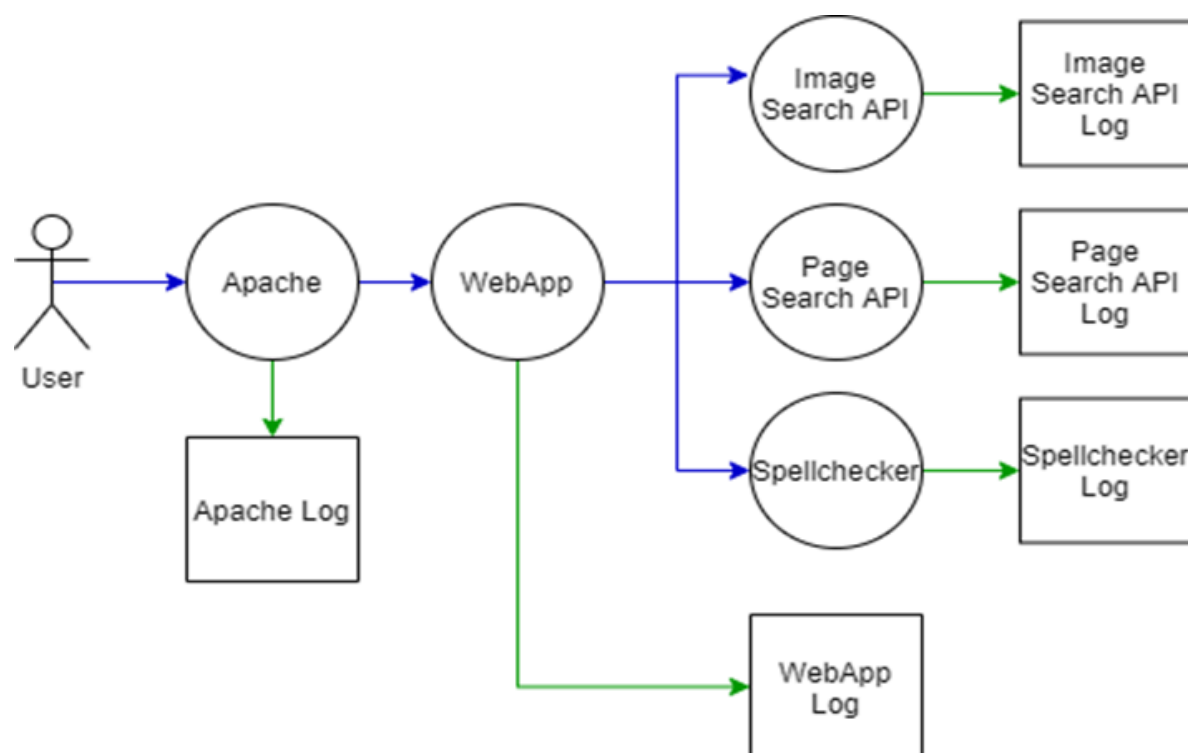 Image
Search API
Image
Search API
Log
User
Apache
WebApp
Page
Search API
Page
Search API
Log
Apache Log
Spellchecker
Spellchecker
Log
WebApp
Log